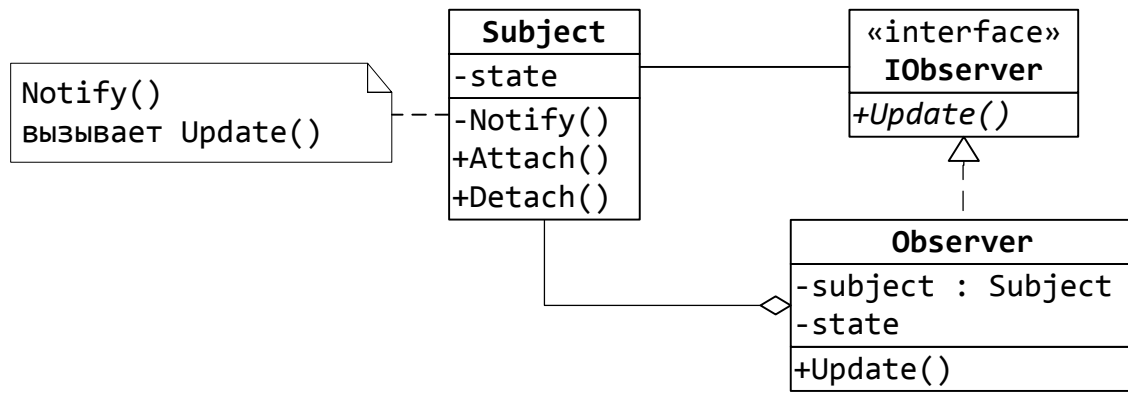 Notify()
вызывает Update()
Subject
-state
-Notify()
+Attach()
+Detach()
«interface»
IObserver
+Update()
Observer
-subject : Subject
-state
+Update()